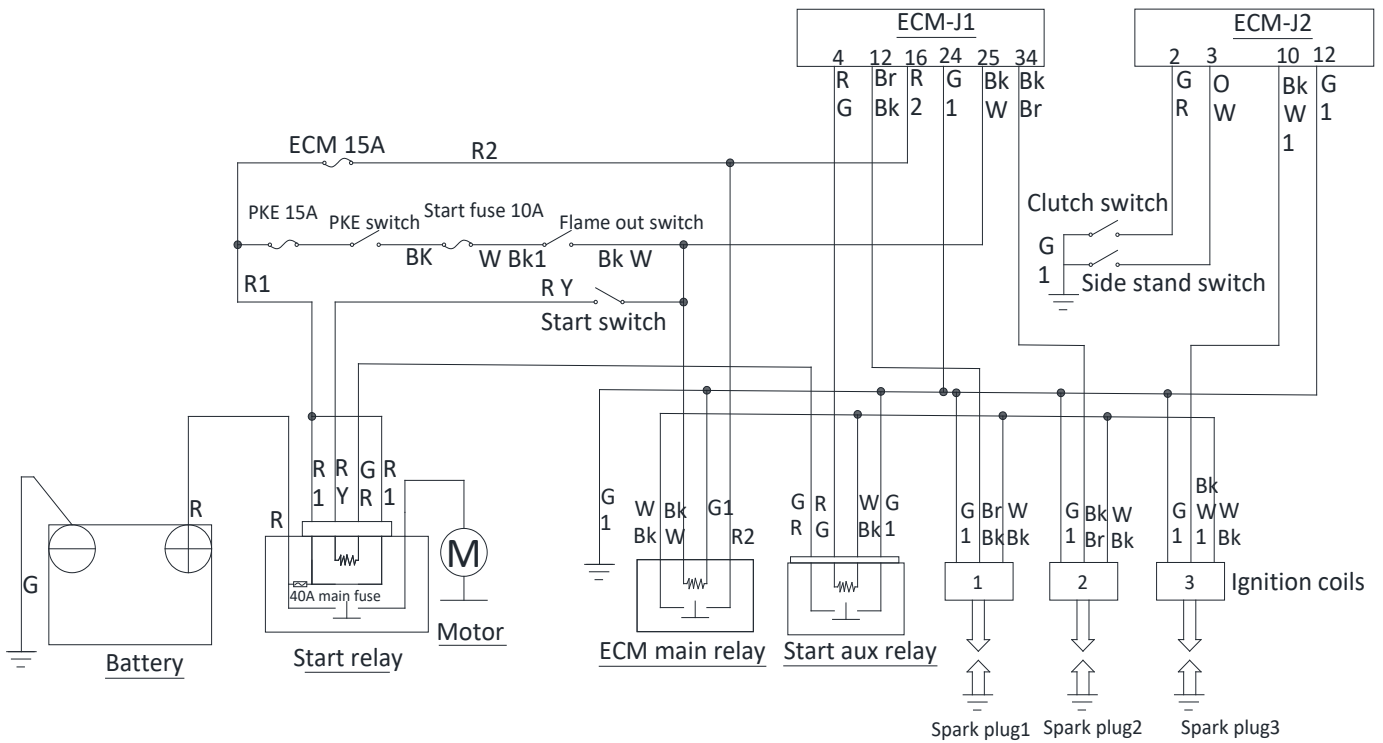 ECM-J1
ECM-J2
4 12 16 24 25 34
2 3 10 12
R Br R G Bk Bk
G Bk 2 1 W Br
G O Bk G
R W W 1
1
ECM 15A
R2
PKE 15A
PKE switch
Start fuse 10A
Flame out switch
BK
W Bk1
Bk W
R1
R Y
Start switch
Clutch switch
G
1
Side stand switch
R
R
R R G R
1 Y R 1
G
1
W Bk G1
Bk W R2
G R W G
R G Bk 1
G Br W
1 Bk Bk
G Bk W
1 Br Bk
Bk
G W W
1 1 Bk
G
M
40A main fuse
1
2
3
Ignition coils
Battery
Start relay
Motor
ECM main relay
Start aux relay
Spark plug1
Spark plug2
Spark plug3